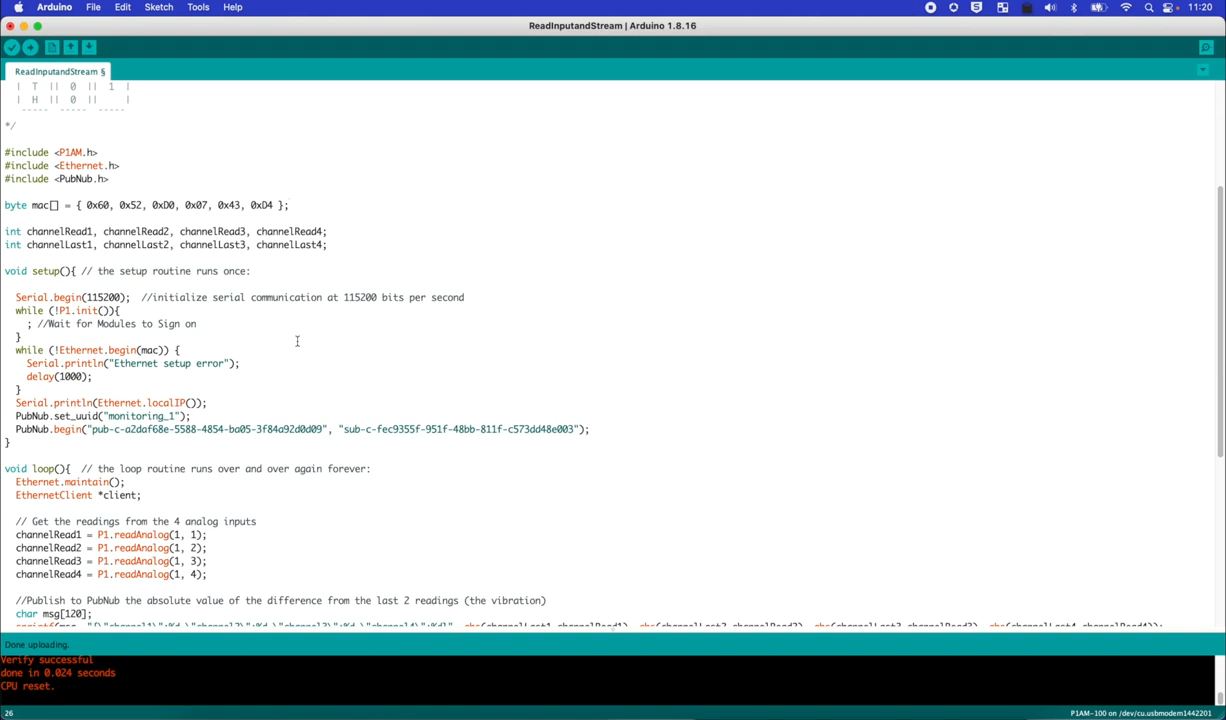 Arduino File Edit Sketch Tools Help 11:20
ReadInputandStream | Arduino 1.8.16
ReadInputandStream §
| T || 0 || 1 |
| H || 0 || |
----- ----- -----
*/
#include <P1AM.h>
#include <Ethernet.h>
#include <PubNub.h>
byte mac[] = { 0x60, 0x52, 0xD0, 0x07, 0x43, 0xD4 };
int channelRead1, channelRead2, channelRead3, channelRead4;
int channelLast1, channelLast2, channelLast3, channelLast4;
void setup(){ // the setup routine runs once:
Serial.begin(115200); //initialize serial communication at 115200 bits per second
while (!P1.init()){
; //Wait for Modules to Sign on
}
while (!Ethernet.begin(mac)) {
Serial.println("Ethernet setup error");
delay(1000);
}
Serial.println(Ethernet.localIP());
PubNub.set_uuid("monitoring_1");
PubNub.begin("pub-c-a2daf68e-5588-4854-ba05-3f84a92d0d09", "sub-c-fec9355f-951f-48bb-811f-c573dd48e003");
}
void loop(){ // the loop routine runs over and over again forever:
Ethernet.maintain();
EthernetClient *client;
// Get the readings from the 4 analog inputs
channelRead1 = P1.readAnalog(1, 1);
channelRead2 = P1.readAnalog(1, 2);
channelRead3 = P1.readAnalog(1, 3);
channelRead4 = P1.readAnalog(1, 4);
//Publish to PubNub the absolute value of the difference from the last 2 readings (the vibration)
char msg[120];
Done uploading.
Verify successful
done in 0.024 seconds
CPU reset.
26 P1AM-100 on /dev/cu.usbmodem1442201